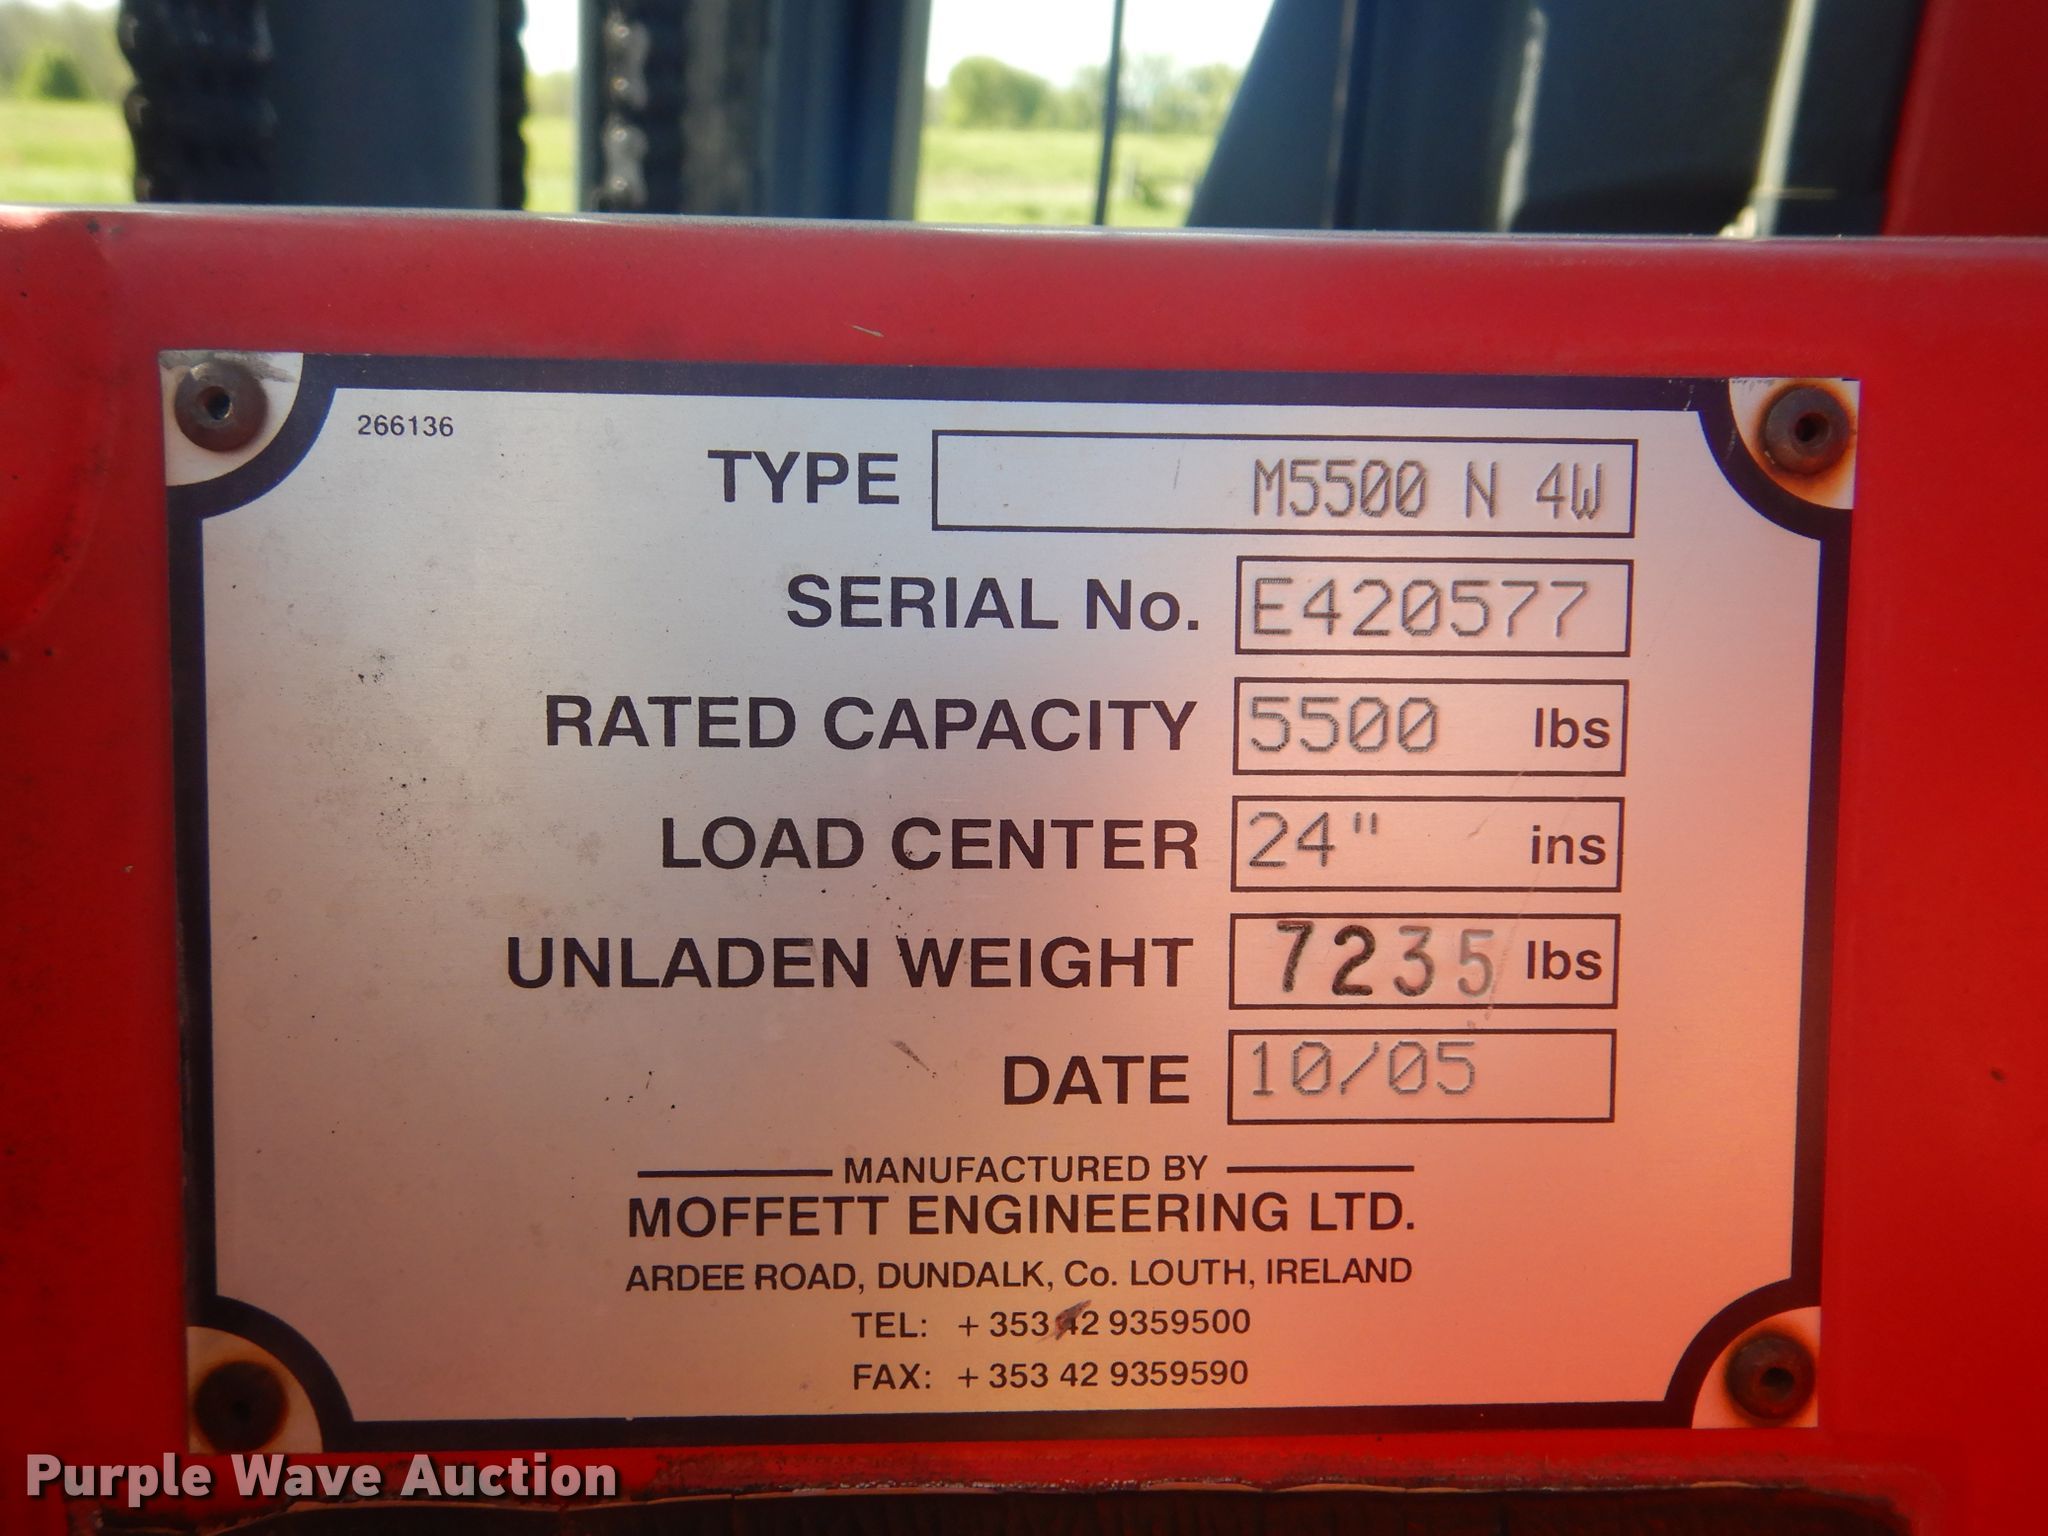 266136
TYPE M5500 N 4W
SERIAL No. E420577
RATED CAPACITY 5500 lbs
LOAD CENTER 24" ins
UNLADEN WEIGHT 7235 lbs
DATE 10/05
MANUFACTURED BY
MOFFETT ENGINEERING LTD.
ARDEE ROAD, DUNDALK, Co. LOUTH, IRELAND
TEL: + 353 42 9359500
FAX: + 353 42 9359590
Purple Wave Auction